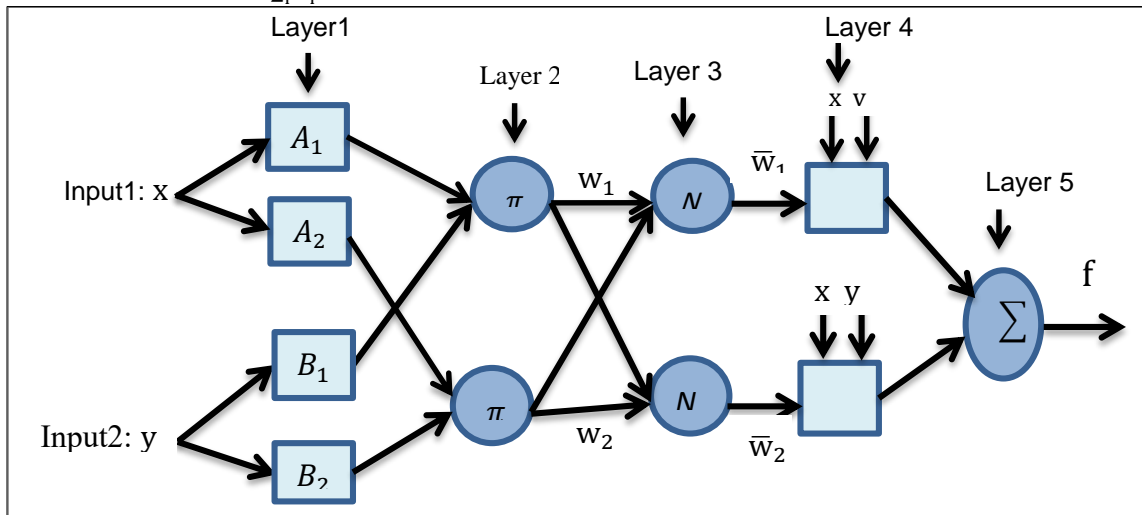 Layer1
Layer 2
Layer 3
Layer 4
Layer 5
Input1: x
Input2: y
A₁
A₂
B₁
B₂
π
π
w₁
w₂
N
N
w̅₁
w̅₂
x v
x y
∑
f